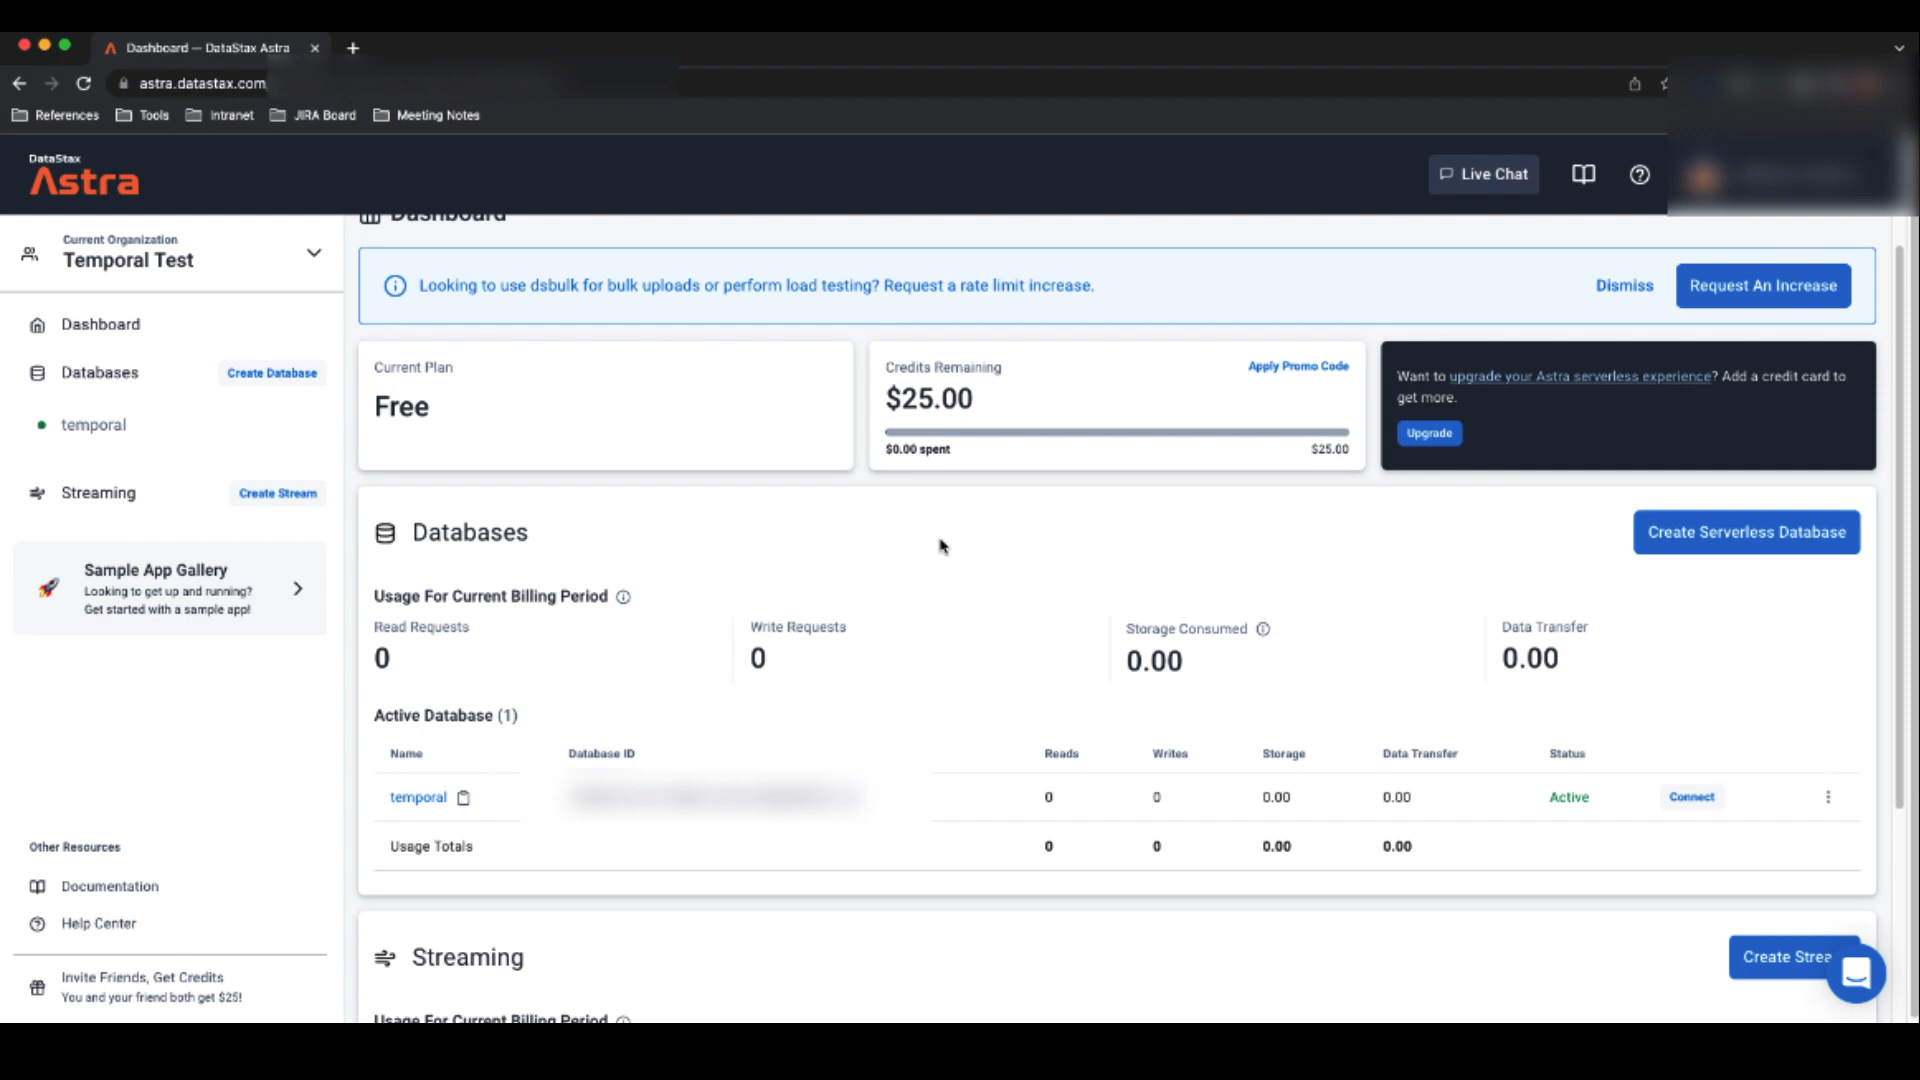 Dashboard — DataStax Astra
astra.datastax.com
References
Tools
Intranet
JIRA Board
Meeting Notes
DataStax
Astra
Live Chat
Current Organization
Temporal Test
Dashboard
Databases
Create Database
temporal
Streaming
Create Stream
Sample App Gallery
Looking to get up and running?
Get started with a sample app!
Other Resources
Documentation
Help Center
Invite Friends, Get Credits
You and your friend both get $25!
Dashboard
Looking to use dsbulk for bulk uploads or perform load testing? Request a rate limit increase.
Dismiss
Request An Increase
Current Plan
Free
Credits Remaining
Apply Promo Code
$25.00
$0.00 spent
$25.00
Want to upgrade your Astra serverless experience? Add a credit card to
get more.
Upgrade
Databases
Create Serverless Database
Usage For Current Billing Period
Read Requests
0
Write Requests
0
Storage Consumed
0.00
Data Transfer
0.00
Active Database (1)
Name Database ID Reads Writes Storage Data Transfer Status
temporal 0 0 0.00 0.00 Active Connect
Usage Totals 0 0 0.00 0.00
Streaming
Create Strea
Usage For Current Billing Period